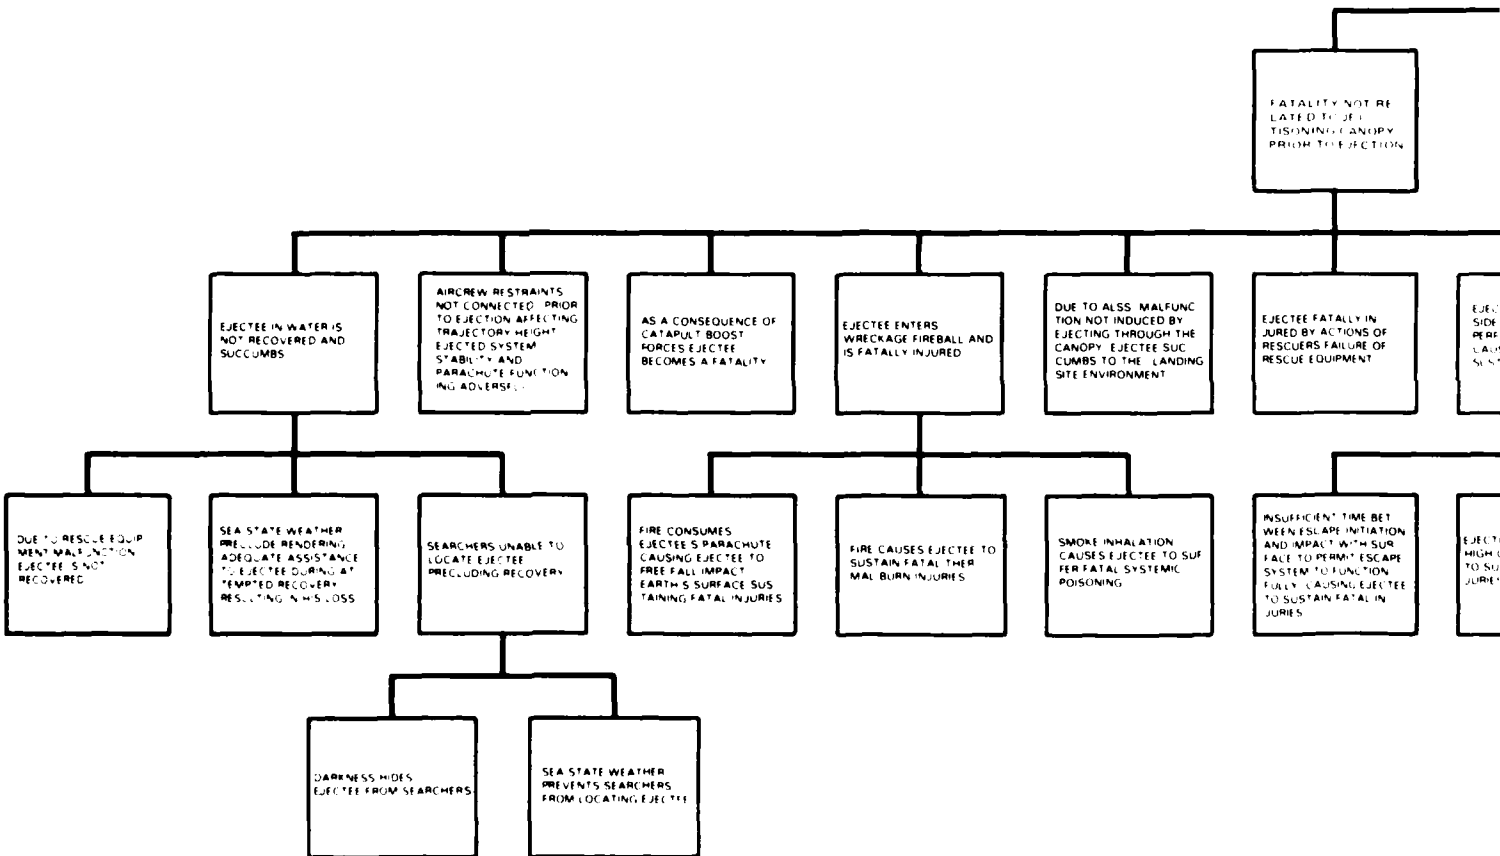 FATALITY NOT RE
LATED TO JET
TISONING CANOPY
PRIOR TO EJECTION
EJECTEE IN WATER IS
NOT RECOVERED AND
SUCCUMBS
AIRCREW RESTRAINTS
NOT CONNECTED PRIOR
TO EJECTION AFFECTING
TRAJECTORY HEIGHT
EJECTED SYSTEM
STABILITY AND
PARACHUTE FUNCTION
ING ADVERSELY
AS A CONSEQUENCE OF
CATAPULT BOOST
FORCES EJECTEE
BECOMES A FATALITY
EJECTEE ENTERS
WRECKAGE FIREBALL AND
IS FATALLY INJURED
DUE TO ALSS MALFUNC
TION NOT INDUCED BY
EJECTING THROUGH THE
CANOPY EJECTEE SUC
CUMBS TO THE LANDING
SITE ENVIRONMENT
EJECTEE FATALLY IN
JURED BY ACTIONS OF
RESCUERS FAILURE OF
RESCUE EQUIPMENT
EJEC
SIDE
PERF
CAUS
SUST
DUE TO RESCUE EQUIP
MENT MALFUNCTION
EJECTEE IS NOT
RECOVERED
SEA STATE WEATHER
PRECLUDE RENDERING
ADEQUATE ASSISTANCE
TO EJECTEE DURING AT
TEMPTED RECOVERY
RESULTING IN HIS LOSS
SEARCHERS UNABLE TO
LOCATE EJECTEE
PRECLUDING RECOVERY
FIRE CONSUMES
EJECTEE S PARACHUTE
CAUSING EJECTEE TO
FREE FALL IMPACT
EARTH S SURFACE SUS
TAINING FATAL INJURIES
FIRE CAUSES EJECTEE TO
SUSTAIN FATAL THER
MAL BURN INJURIES
SMOKE INHALATION
CAUSES EJECTEE TO SUF
FER FATAL SYSTEMIC
POISONING
INSUFFICIENT TIME BET
WEEN ESCAPE INITIATION
AND IMPACT WITH SUR
FACE TO PERMIT ESCAPE
SYSTEM TO FUNCTION
FULLY CAUSING EJECTEE
TO SUSTAIN FATAL IN
JURIES
EJECTE
HIGH
TO SU
JURIE
DARKNESS HIDES
EJECTEE FROM SEARCHERS
SEA STATE WEATHER
PREVENTS SEARCHERS
FROM LOCATING EJECTEE